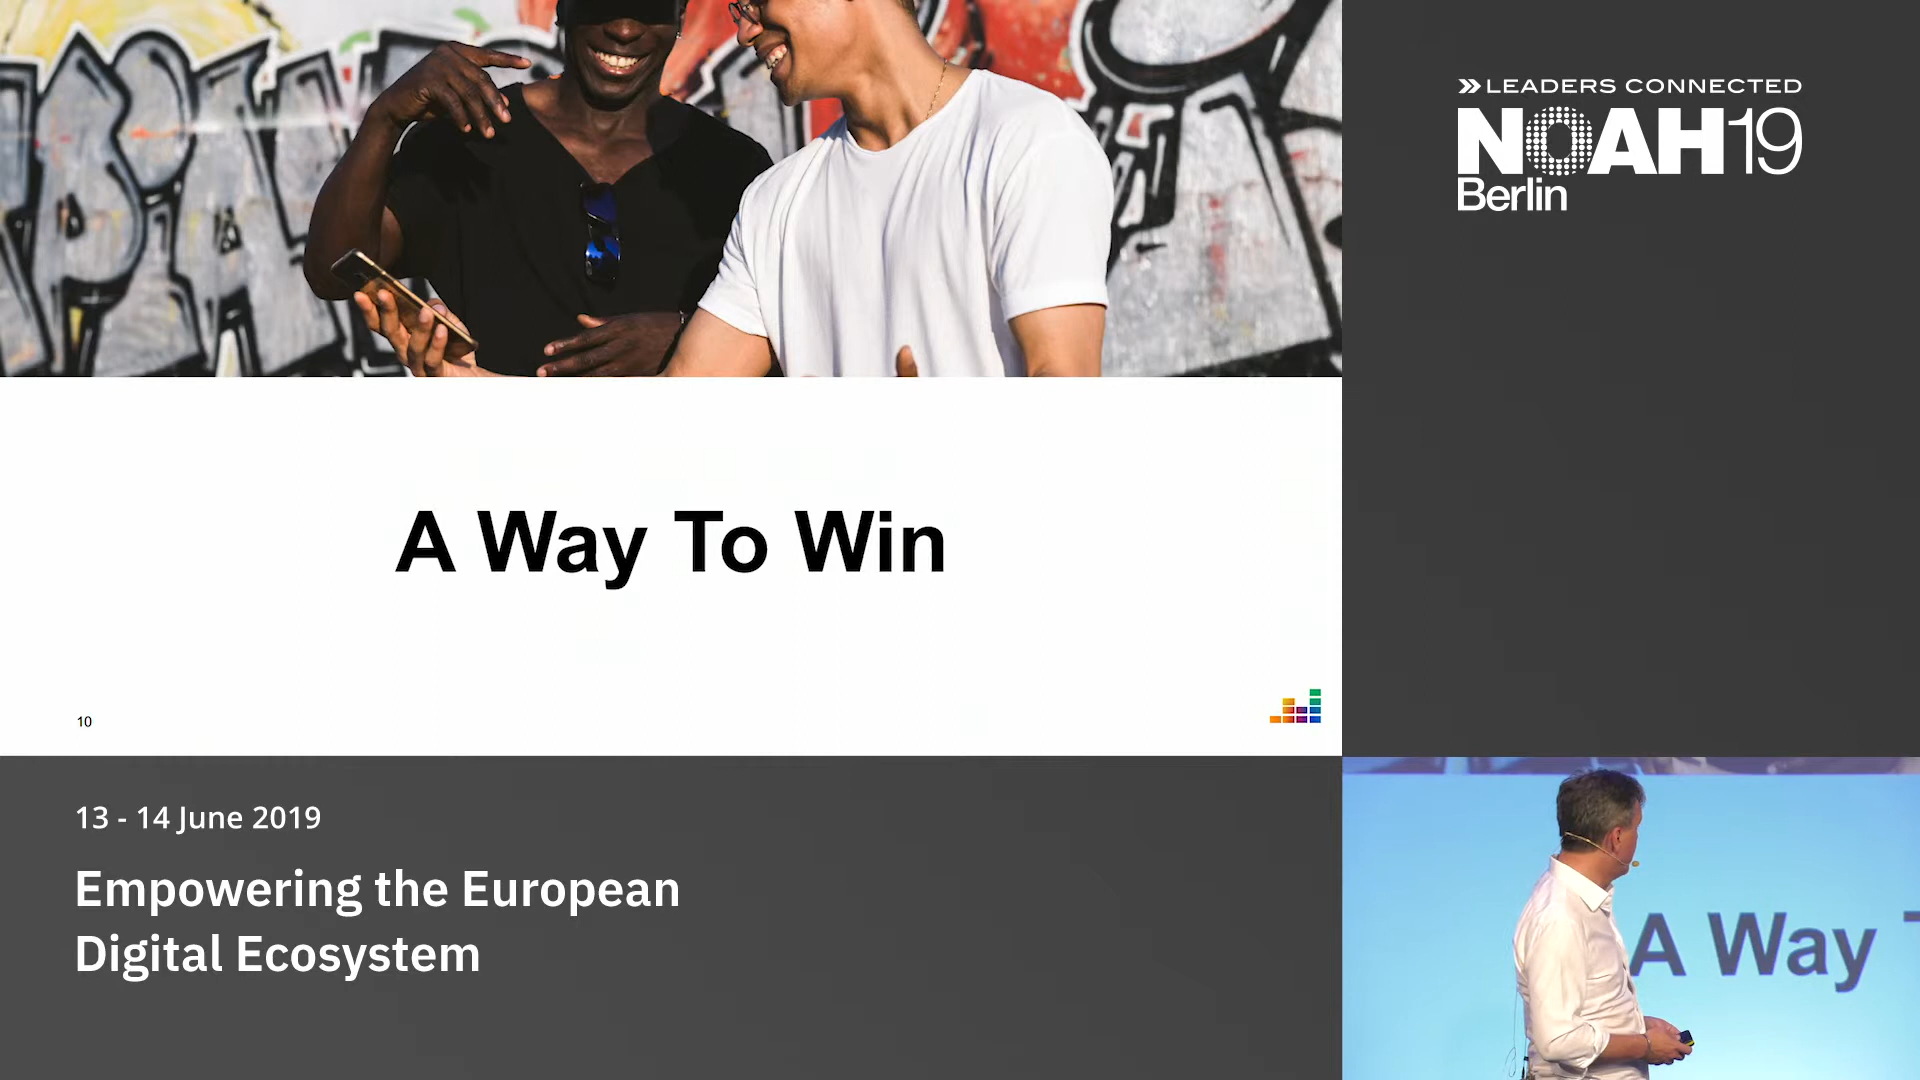 LEADERS CONNECTED
NOAH19
Berlin
A Way To Win
10
13 - 14 June 2019
Empowering the European
Digital Ecosystem
A Way T